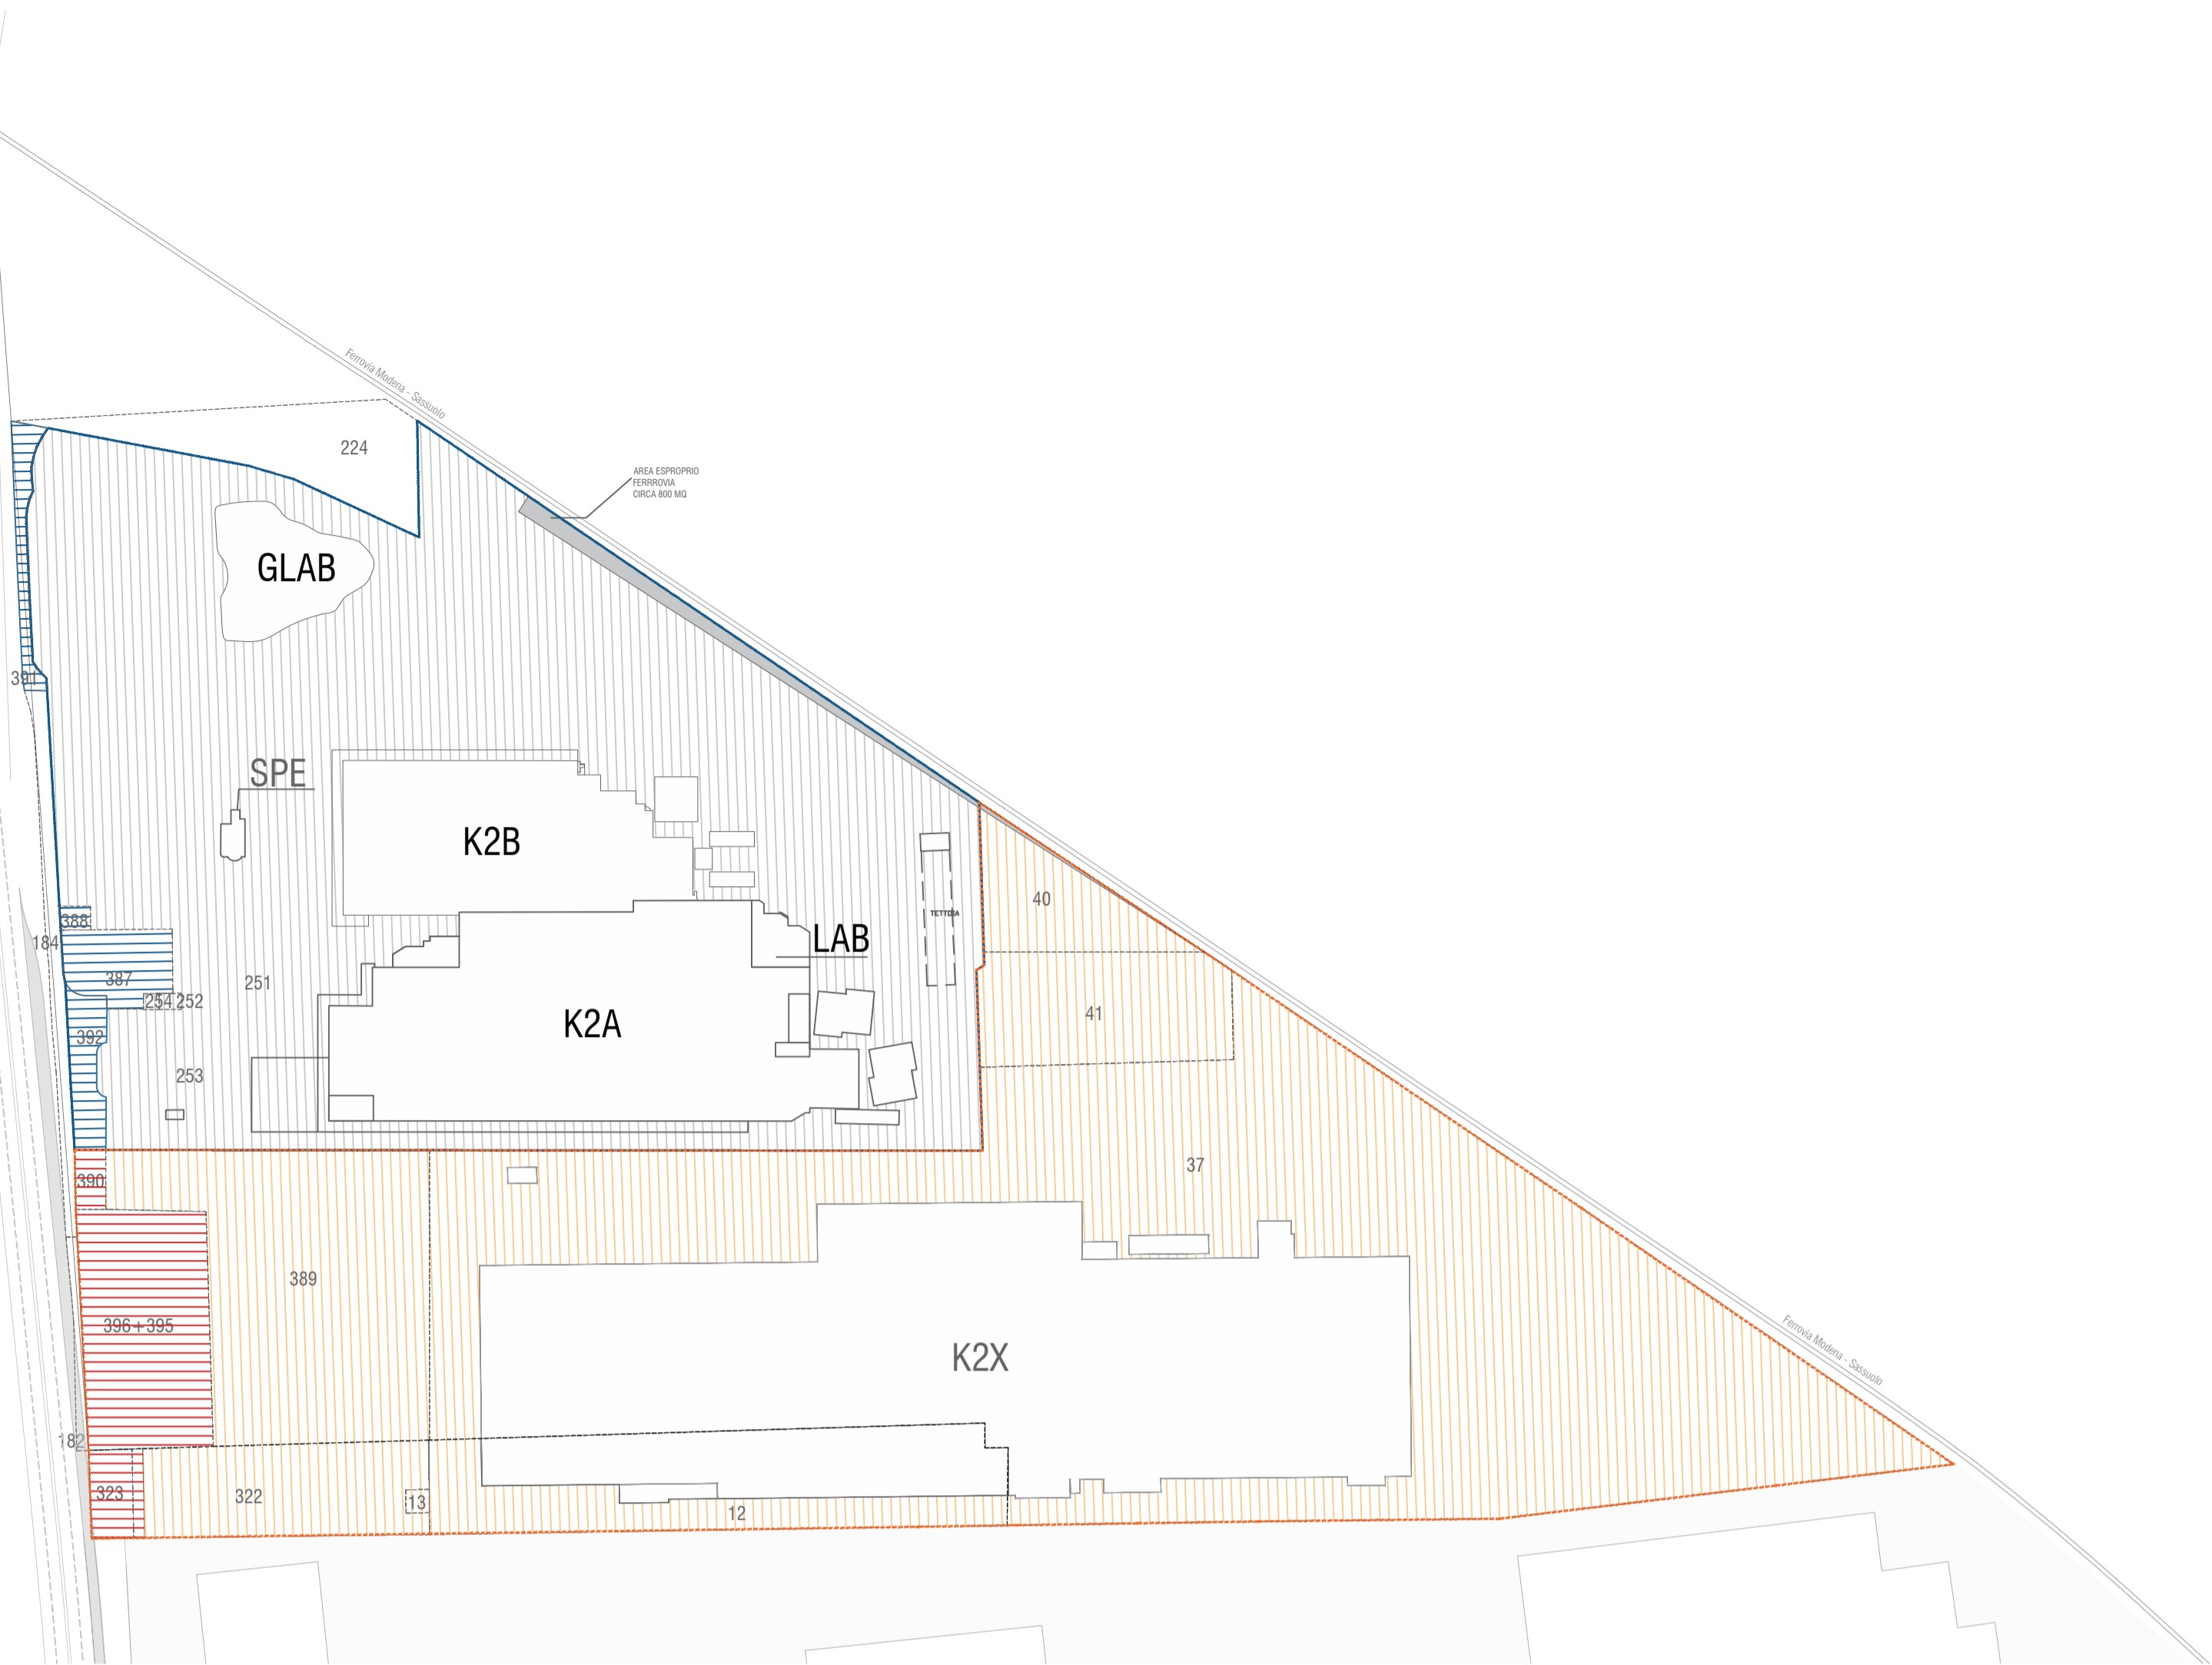 Ferrovia Modena - Sassuolo
224
AREA ESPROPRIO
FERRROVIA
CIRCA 800 MQ
GLAB
391
SPE
K2B
40
TETTOIA
388
184
LAB
387
251
254
252
41
K2A
392
253
37
390
389
396+395
Ferrovia Modena - Sassuolo
K2X
182
323
322
13
12